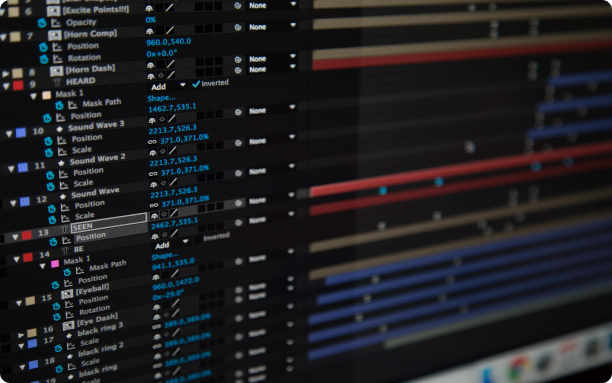 6 [Excite Points!!!] None
Opacity 0%
7 [Horn Comp] None
Position 960.0,540.0
Rotation 0x+0.0°
8 [Horn Dash] None
9 HEARD None
Mask 1 Add Inverted
Mask Path Shape...
Position 1462.7,535.1
10 Sound Wave 3 None
Position 2213.7,526.3
Scale 371.0,371.0%
11 Sound Wave 2 None
Position 2213.7,526.3
Scale 371.0,371.0%
12 Sound Wave None
Position 2213.7,526.3
Scale 371.0,371.0%
13 SEEN None
Position 2462.7,535.1
14 BE None
Mask 1 Add Inverted
Mask Path Shape...
Position 941.1,535.0
15 [Eyeball] None
Position 960.0,1472.0
Rotation 0x-29.0°
16 [Eye Dash] None
17 black ring 3 None
Scale 389.0,389.0%
18 black ring 2
Scale
black ring